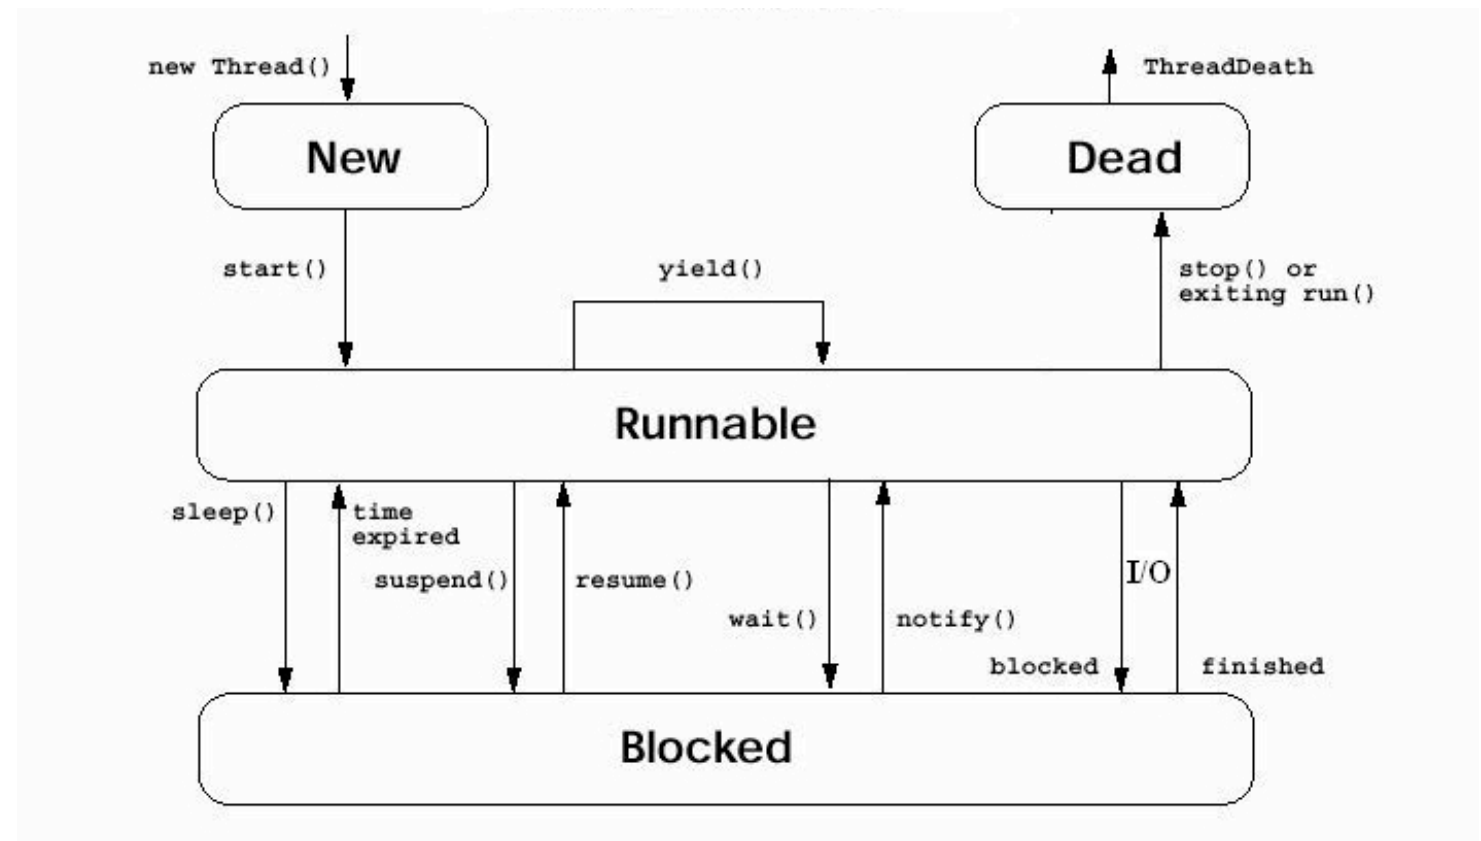 new Thread()
ThreadDeath
New
Dead
start()
yield()
stop() or
exiting run()
Runnable
sleep()
time
expired
suspend()
resume()
I/O
wait()
notify()
blocked
finished
Blocked